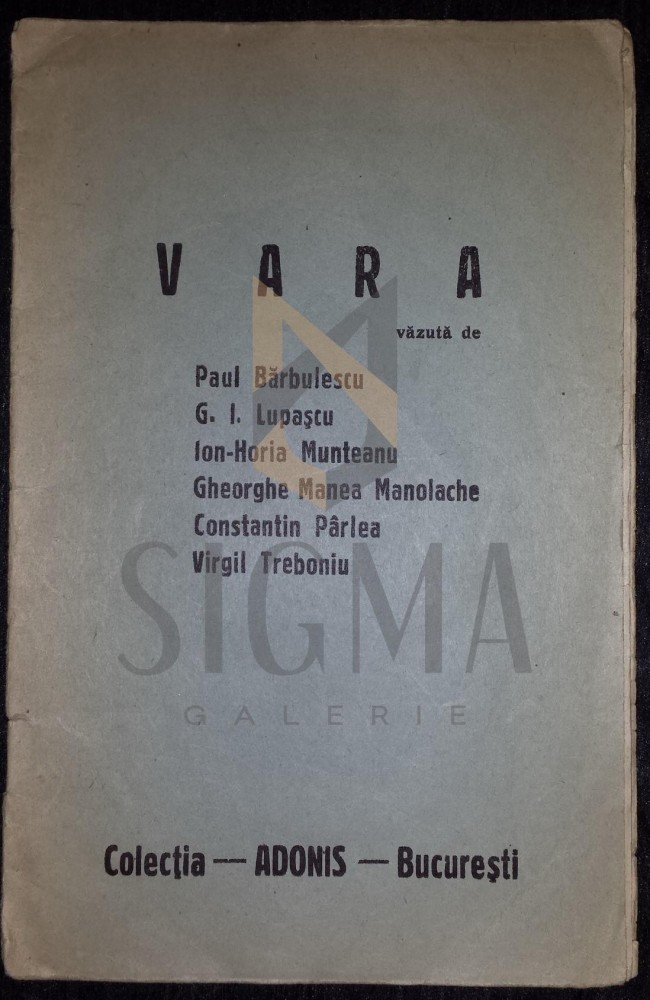 V A R A
văzută de
Paul Bărbulescu
G. I. Lupaşcu
Ion-Horia Munteanu
Gheorghe Manea Manolache
Constantin Pârlea
Virgil Treboniu
SIGMA
GALERIE
Colecţia — ADONIS — Bucureşti